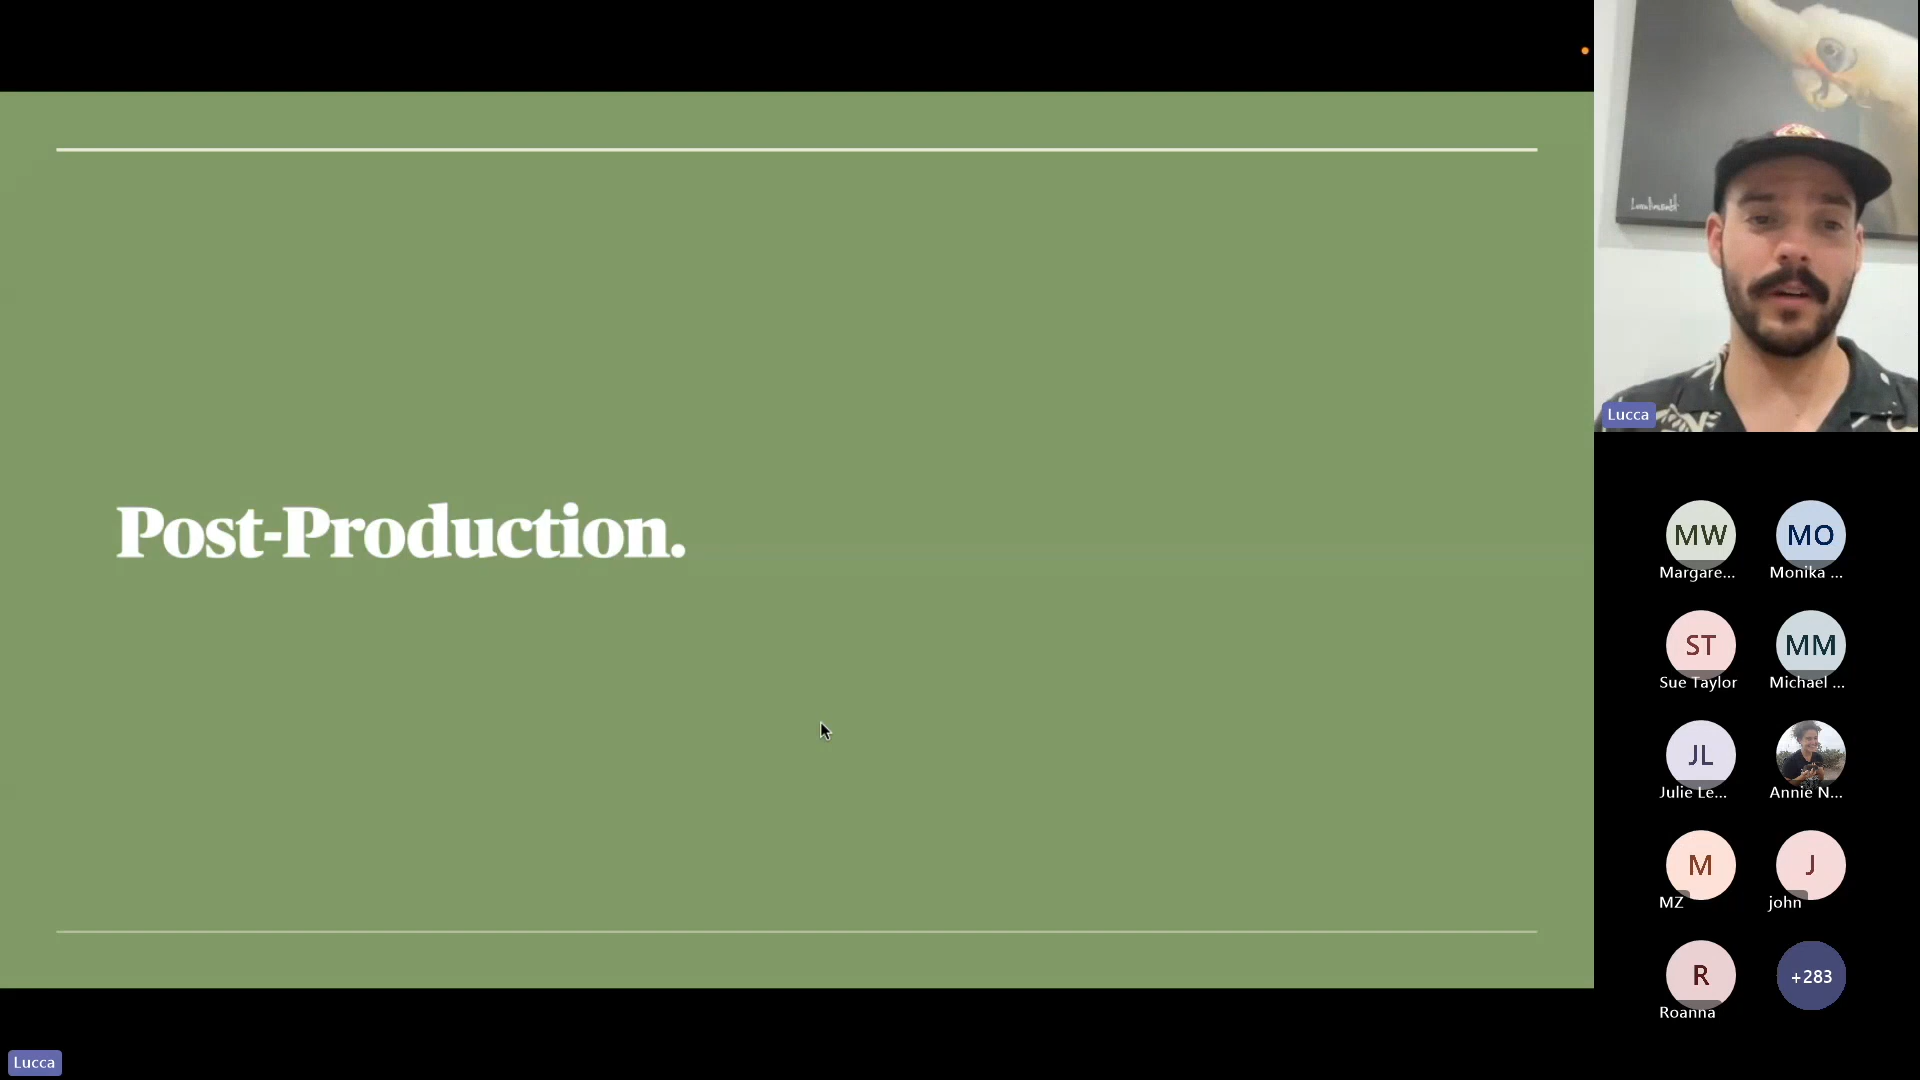 Post-Production.
Lucca
MW
Margare...
MO
Monika ...
ST
Sue Taylor
MM
Michael ...
JL
Julie Le...
Annie N...
M
MZ
J
john
R
Roanna
+283
Lucca